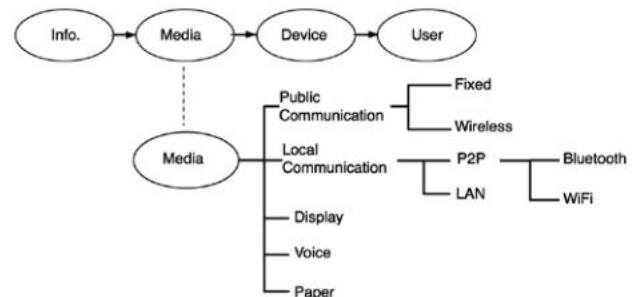 Info.
Media
Device
User
Public
Communication
Fixed
Wireless
Media
Local
Communication
P2P
Bluetooth
LAN
WiFi
Display
Voice
Paper